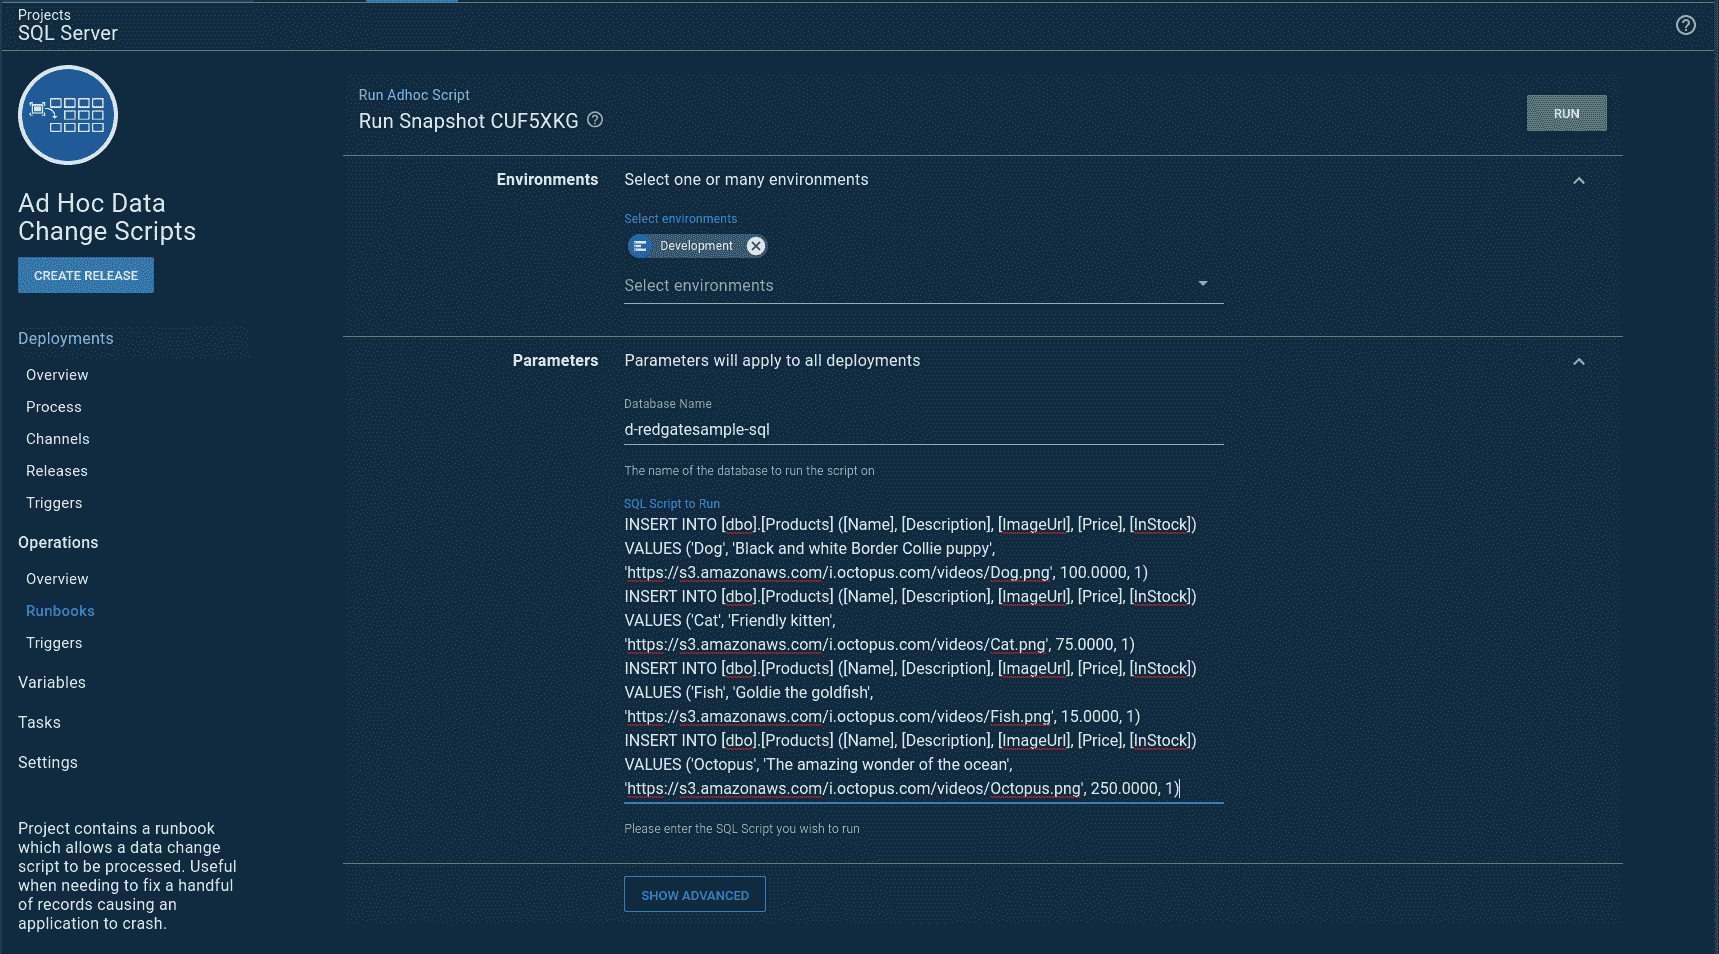 Projects
SQL Server
Ad Hoc Data
Change Scripts
CREATE RELEASE
Deployments
Overview
Process
Channels
Releases
Triggers
Operations
Overview
Runbooks
Triggers
Variables
Tasks
Settings
Project contains a runbook
which allows a data change
script to be processed. Useful
when needing to fix a handful
of records causing an
application to crash.
Run Adhoc Script
Run Snapshot CUF5XKG
RUN
Environments Select one or many environments
Select environments
Development
Select environments
Parameters Parameters will apply to all deployments
Database Name
d-redgatesample-sql
The name of the database to run the script on
SQL Script to Run
INSERT INTO [dbo].[Products] ([Name], [Description], [ImageUrl], [Price], [InStock])
VALUES ('Dog', 'Black and white Border Collie puppy',
'https://s3.amazonaws.com/i.octopus.com/videos/Dog.png', 100.0000, 1)
INSERT INTO [dbo].[Products] ([Name], [Description], [ImageUrl], [Price], [InStock])
VALUES ('Cat', 'Friendly kitten',
'https://s3.amazonaws.com/i.octopus.com/videos/Cat.png', 75.0000, 1)
INSERT INTO [dbo].[Products] ([Name], [Description], [ImageUrl], [Price], [InStock])
VALUES ('Fish', 'Goldie the goldfish',
'https://s3.amazonaws.com/i.octopus.com/videos/Fish.png', 15.0000, 1)
INSERT INTO [dbo].[Products] ([Name], [Description], [ImageUrl], [Price], [InStock])
VALUES ('Octopus', 'The amazing wonder of the ocean',
'https://s3.amazonaws.com/i.octopus.com/videos/Octopus.png', 250.0000, 1)
Please enter the SQL Script you wish to run
SHOW ADVANCED